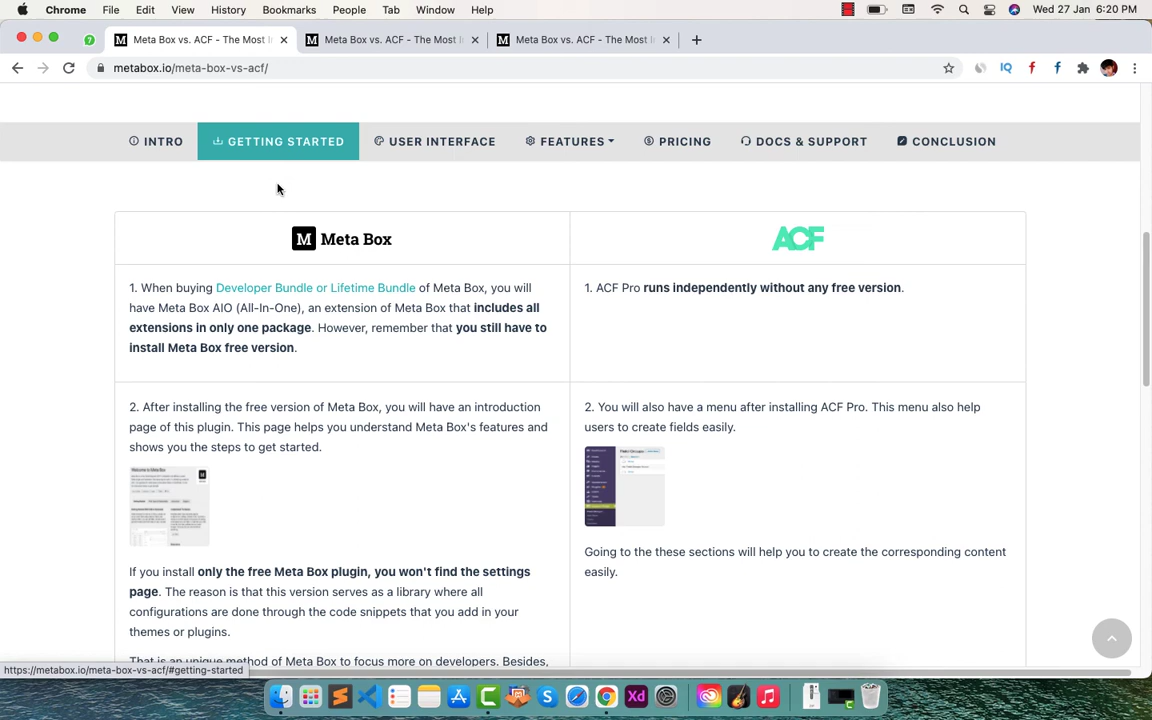 Chrome File Edit View History Bookmarks People Tab Window Help Wed 27 Jan 6:20 PM
Meta Box vs. ACF - The Most I Meta Box vs. ACF - The Most I Meta Box vs. ACF - The Most I
metabox.io/meta-box-vs-acf/
INTRO GETTING STARTED USER INTERFACE FEATURES PRICING DOCS & SUPPORT CONCLUSION
M Meta Box
ACF
1. When buying Developer Bundle or Lifetime Bundle of Meta Box, you will
have Meta Box AIO (All-In-One), an extension of Meta Box that includes all
extensions in only one package. However, remember that you still have to
install Meta Box free version.
1. ACF Pro runs independently without any free version.
2. After installing the free version of Meta Box, you will have an introduction
page of this plugin. This page helps you understand Meta Box's features and
shows you the steps to get started.
If you install only the free Meta Box plugin, you won't find the settings
page. The reason is that this version serves as a library where all
configurations are done through the code snippets that you add in your
themes or plugins.
That is an unique method of Meta Box to focus more on developers. Besides,
2. You will also have a menu after installing ACF Pro. This menu also help
users to create fields easily.
Going to the these sections will help you to create the corresponding content
easily.
https://metabox.io/meta-box-vs-acf/#getting-started